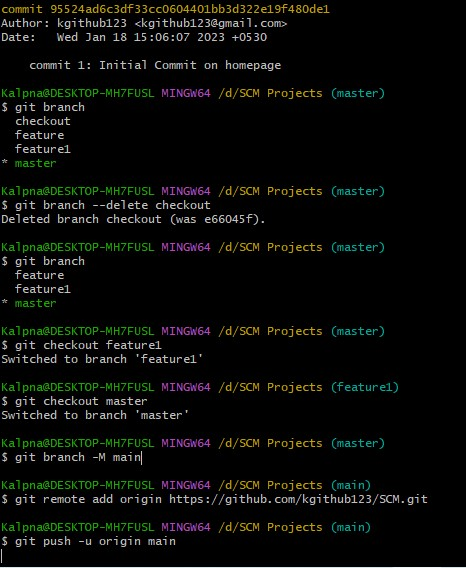 commit 95524ad6c3df33cc0604401bb3d322e19f480de1
Author: kgithub123 <kgithub123@gmail.com>
Date:   Wed Jan 18 15:06:07 2023 +0530
commit 1: Initial Commit on homepage
Kalpna@DESKTOP-MH7FUSL MINGW64 /d/SCM Projects (master)
$ git branch
checkout
feature
feature1
* master
Kalpna@DESKTOP-MH7FUSL MINGW64 /d/SCM Projects (master)
$ git branch --delete checkout
Deleted branch checkout (was e66045f).
Kalpna@DESKTOP-MH7FUSL MINGW64 /d/SCM Projects (master)
$ git branch
feature
feature1
* master
Kalpna@DESKTOP-MH7FUSL MINGW64 /d/SCM Projects (master)
$ git checkout feature1
Switched to branch 'feature1'
Kalpna@DESKTOP-MH7FUSL MINGW64 /d/SCM Projects (feature1)
$ git checkout master
Switched to branch 'master'
Kalpna@DESKTOP-MH7FUSL MINGW64 /d/SCM Projects (master)
$ git branch -M main
Kalpna@DESKTOP-MH7FUSL MINGW64 /d/SCM Projects (main)
$ git remote add origin https://github.com/kgithub123/SCM.git
Kalpna@DESKTOP-MH7FUSL MINGW64 /d/SCM Projects (main)
$ git push -u origin main